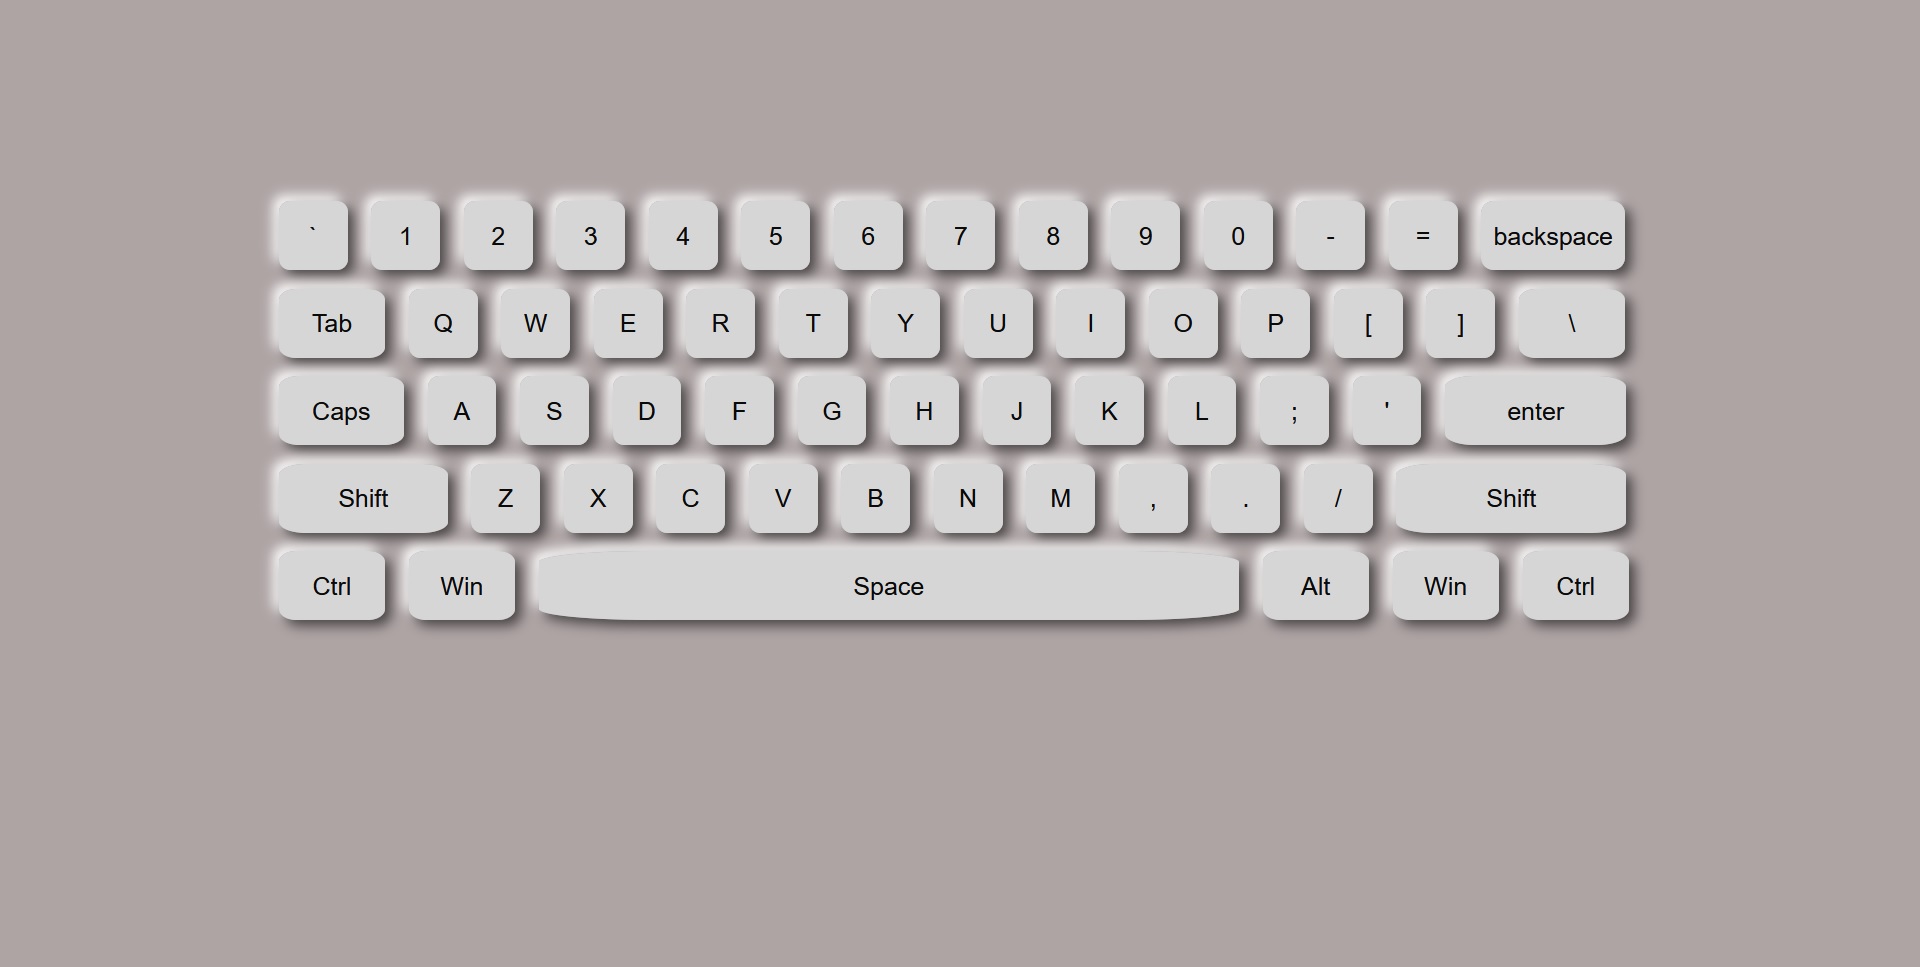 ` 1 2 3 4 5 6 7 8 9 0 - = backspace
Tab Q W E R T Y U I O P [ ] \
Caps A S D F G H J K L ; ' enter
Shift Z X C V B N M , . / Shift
Ctrl Win Space Alt Win Ctrl